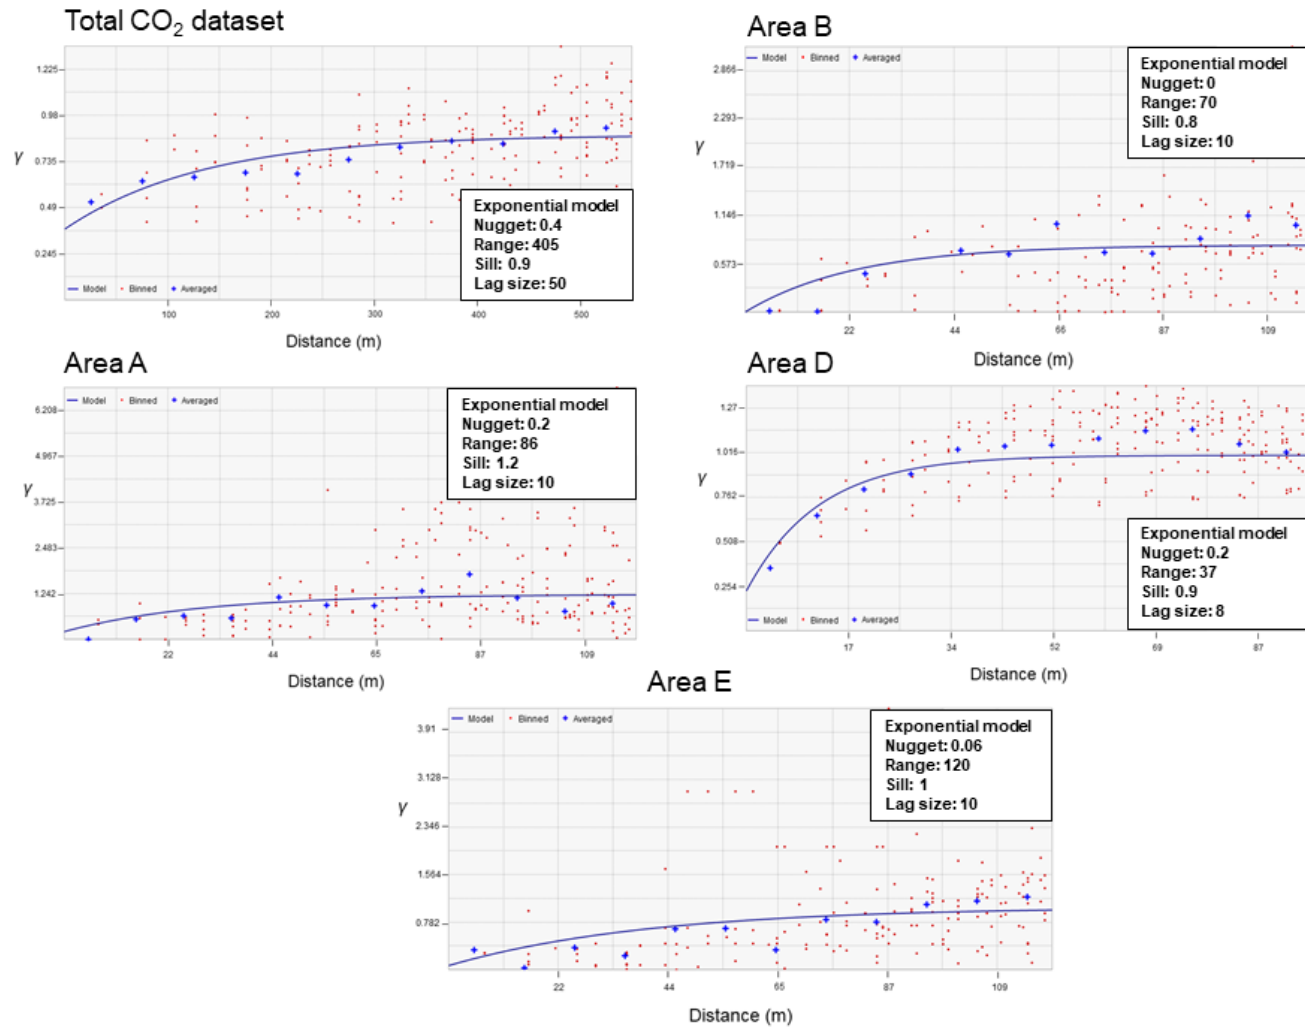 Total CO₂ dataset
1.225
0.98
0.735
0.49
0.245
γ
Model Binned Averaged
Exponential model
Nugget: 0.4
Range: 405
Sill: 0.9
Lag size: 50
100 200 300 400 500
Distance (m)
Area B
Model Binned Averaged
2.866
2.293
1.719
1.146
0.573
γ
Exponential model
Nugget: 0
Range: 70
Sill: 0.8
Lag size: 10
22 44 66 87 109
Distance (m)
Area A
Model Binned Averaged
6.208
4.967
3.725
2.483
1.242
γ
Exponential model
Nugget: 0.2
Range: 86
Sill: 1.2
Lag size: 10
22 44 65 87 109
Distance (m)
Area D
1.27
1.016
0.762
0.508
0.254
γ
Model Binned Averaged
Exponential model
Nugget: 0.2
Range: 37
Sill: 0.9
Lag size: 8
17 34 52 69 87
Distance (m)
Area E
Model Binned Averaged
3.91
3.128
2.346
1.564
0.782
γ
Exponential model
Nugget: 0.06
Range: 120
Sill: 1
Lag size: 10
22 44 65 87 109
Distance (m)